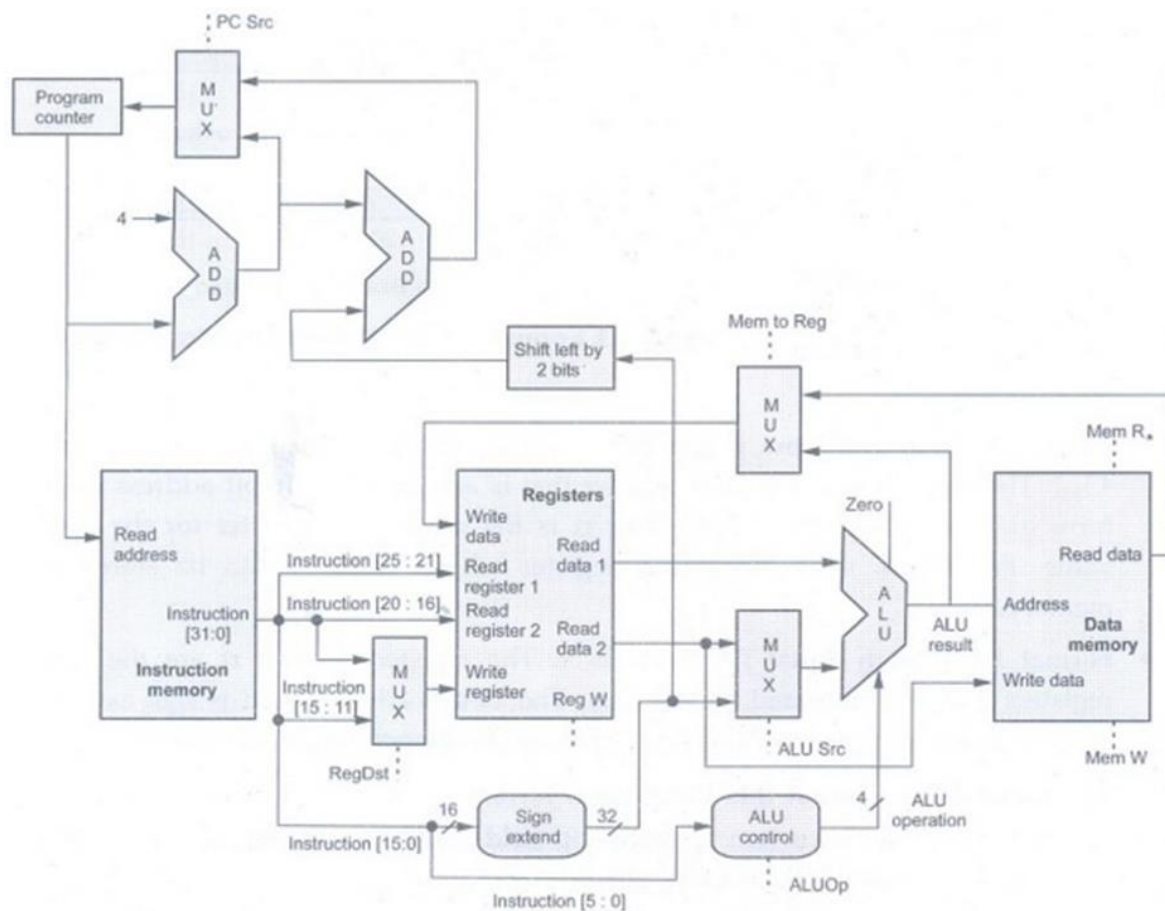 PC Src
M
U
X
Program
counter
4
A
D
D
A
D
D
Shift left by
2 bits
Mem to Reg
M
U
X
Mem R
Registers
Write
data
Read
address
Instruction [25 : 21]
Read
register 1
Read
data 1
Zero
Read data
Instruction
[31:0]
Instruction [20 : 16]
Read
register 2
Read
data 2
A
L
U
Address
ALU
result
Data
memory
Instruction
memory
Instruction
[15 : 11]
M
U
X
Write
register
M
U
X
Write data
Reg W
RegDst
ALU Src
Mem W
16
Sign
extend
32
ALU
control
4
ALU
operation
Instruction [15:0]
ALUOp
Instruction [5 : 0]